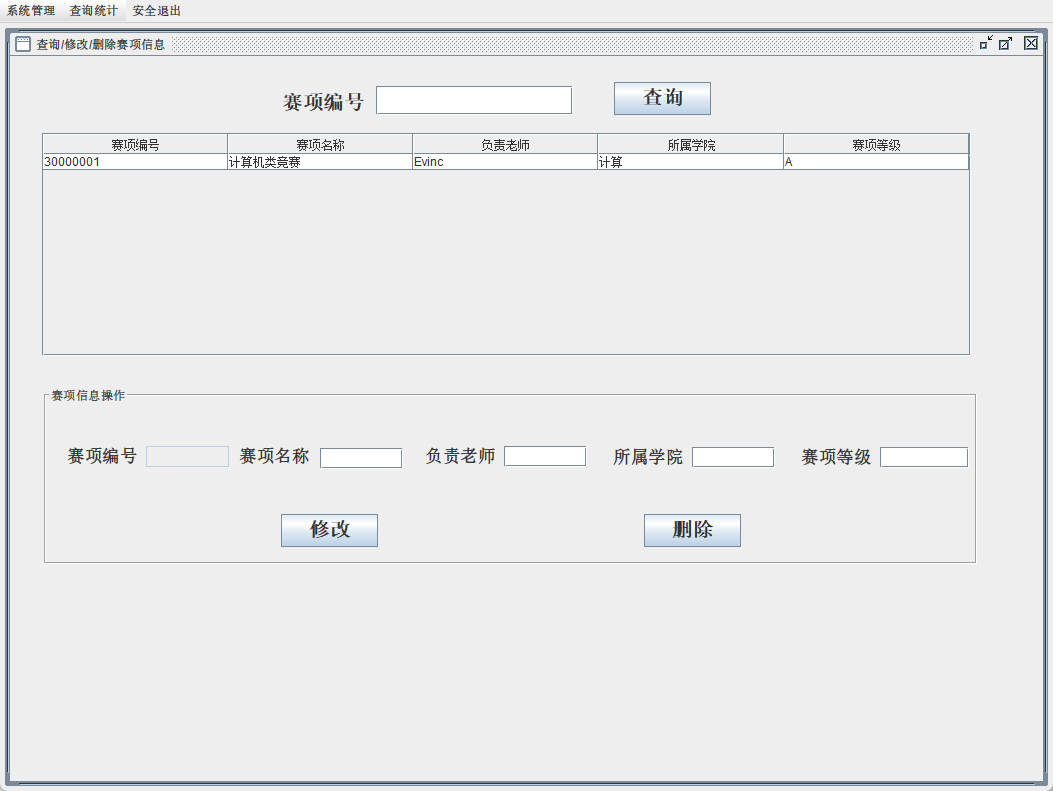 系统管理 查询统计 安全退出
查询/修改/删除赛项信息
赛项编号 查询
赛项编号 赛项名称 负责老师 所属学院 赛项等级
30000001 计算机类竞赛 Evinc 计算 A
赛项信息操作
赛项编号 赛项名称 负责老师 所属学院 赛项等级
修改 删除